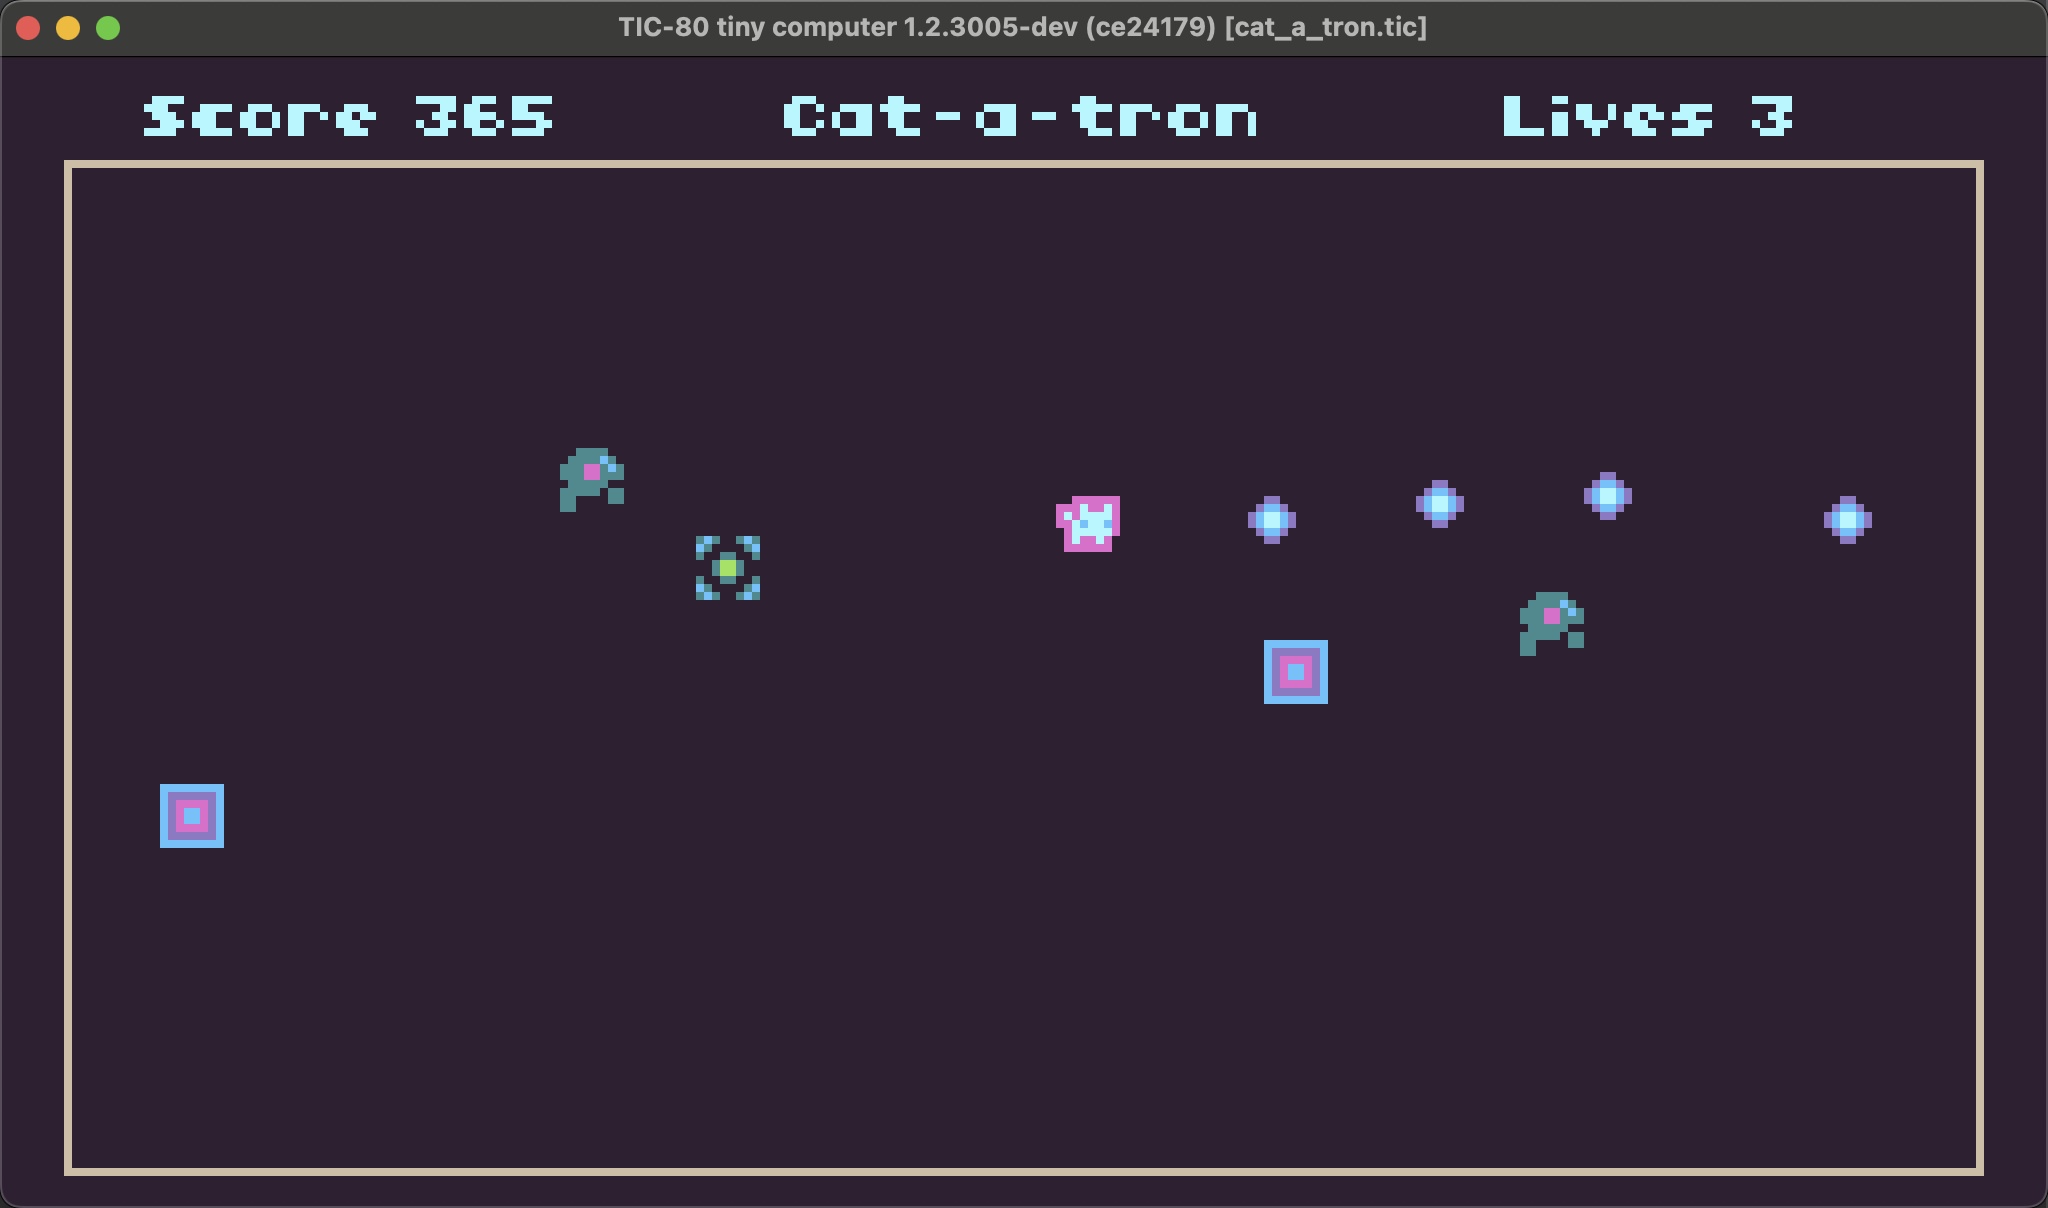 TIC-80 tiny computer 1.2.3005-dev (ce24179) [cat_a_tron.tic]
Score 365 Cat-a-tron Lives 3